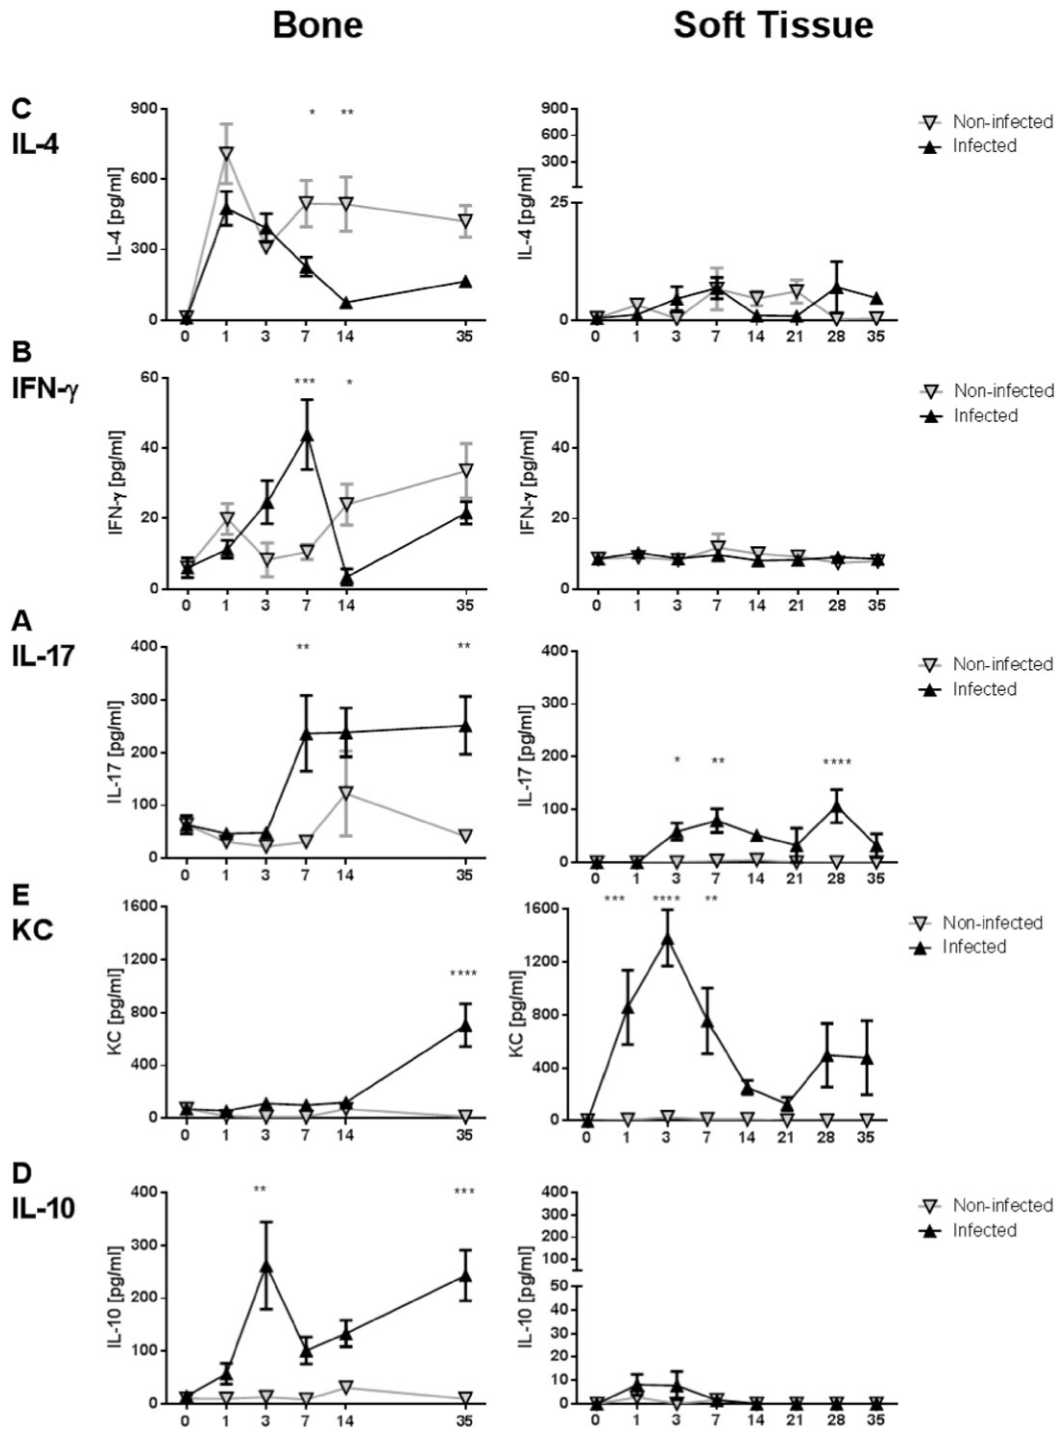 Bone Soft Tissue
C
IL-4
900
600
300
0
IL-4 [pg/ml]
* **
0 1 3 7 14 35
900
600
300
25
0
IL-4 [pg/ml]
0 1 3 7 14 21 28 35
Non-infected
Infected
B
IFN-γ
60
40
20
0
IFN-γ [pg/ml]
*** *
0 1 3 7 14 35
60
40
20
0
IFN-γ [pg/ml]
0 1 3 7 14 21 28 35
Non-infected
Infected
A
IL-17
400
300
200
100
0
IL-17 [pg/ml]
** **
0 1 3 7 14 35
400
300
200
100
0
IL-17 [pg/ml]
* ** ****
0 1 3 7 14 21 28 35
Non-infected
Infected
E
KC
1600
1200
800
400
0
KC [pg/ml]
****
0 1 3 7 14 35
*** **** **
1600
1200
800
400
0
KC [pg/ml]
0 1 3 7 14 21 28 35
Non-infected
Infected
D
IL-10
400
300
200
100
0
IL-10 [pg/ml]
** ***
0 1 3 7 14 35
400
300
200
100
50
40
30
20
10
0
IL-10 [pg/ml]
0 1 3 7 14 21 28 35
Non-infected
Infected